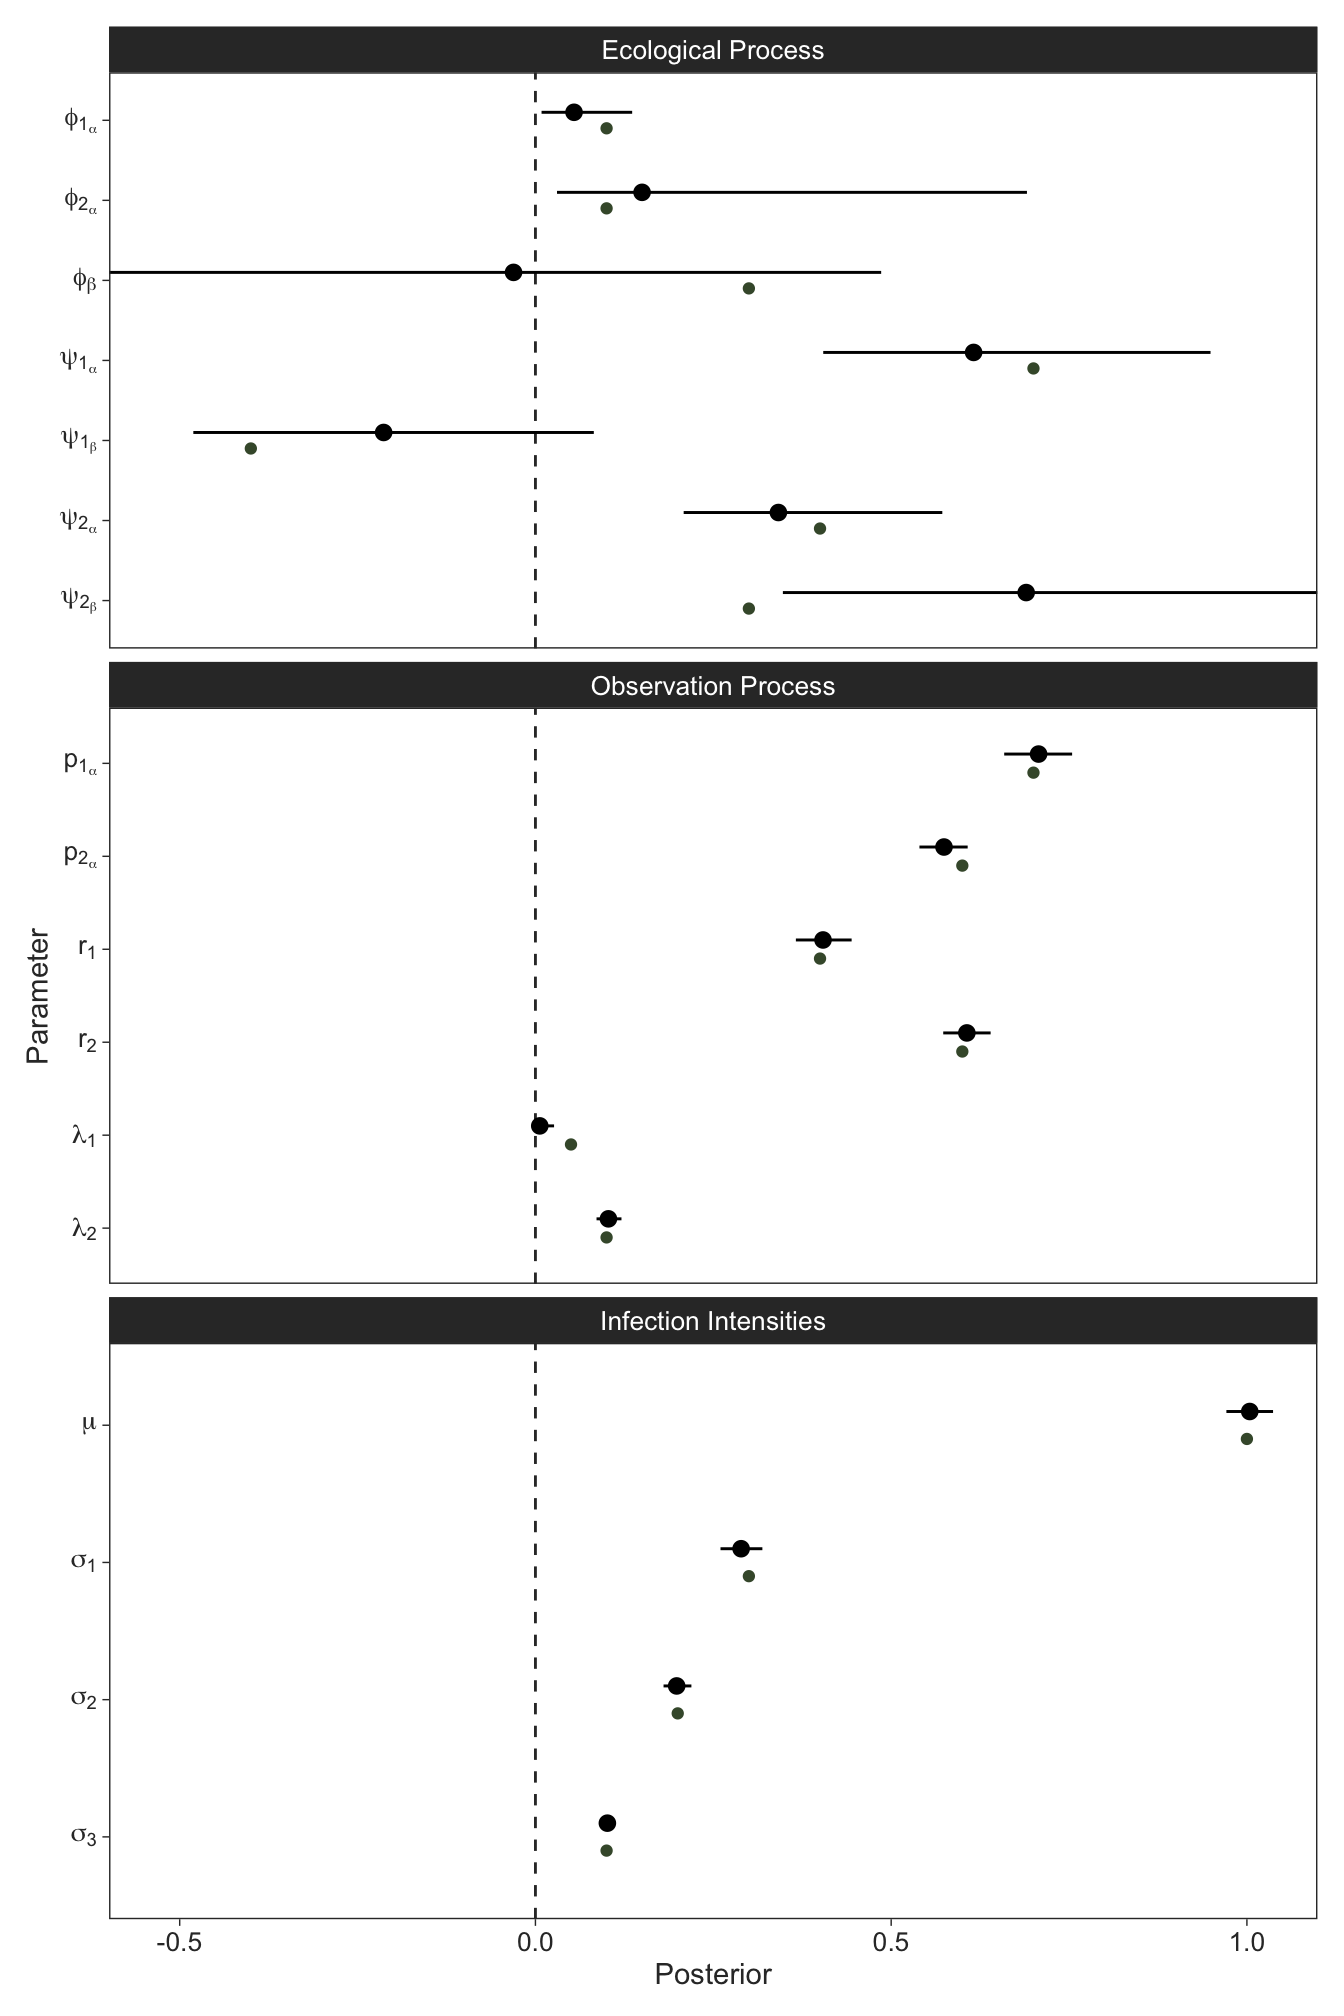 Ecological Process
ϕ1α
ϕ2α
ϕβ
ψ1α
ψ1β
ψ2α
ψ2β
Observation Process
p1α
p2α
r1
r2
λ1
λ2
Parameter
Infection Intensities
μ
σ1
σ2
σ3
-0.5 0.0 0.5 1.0
Posterior